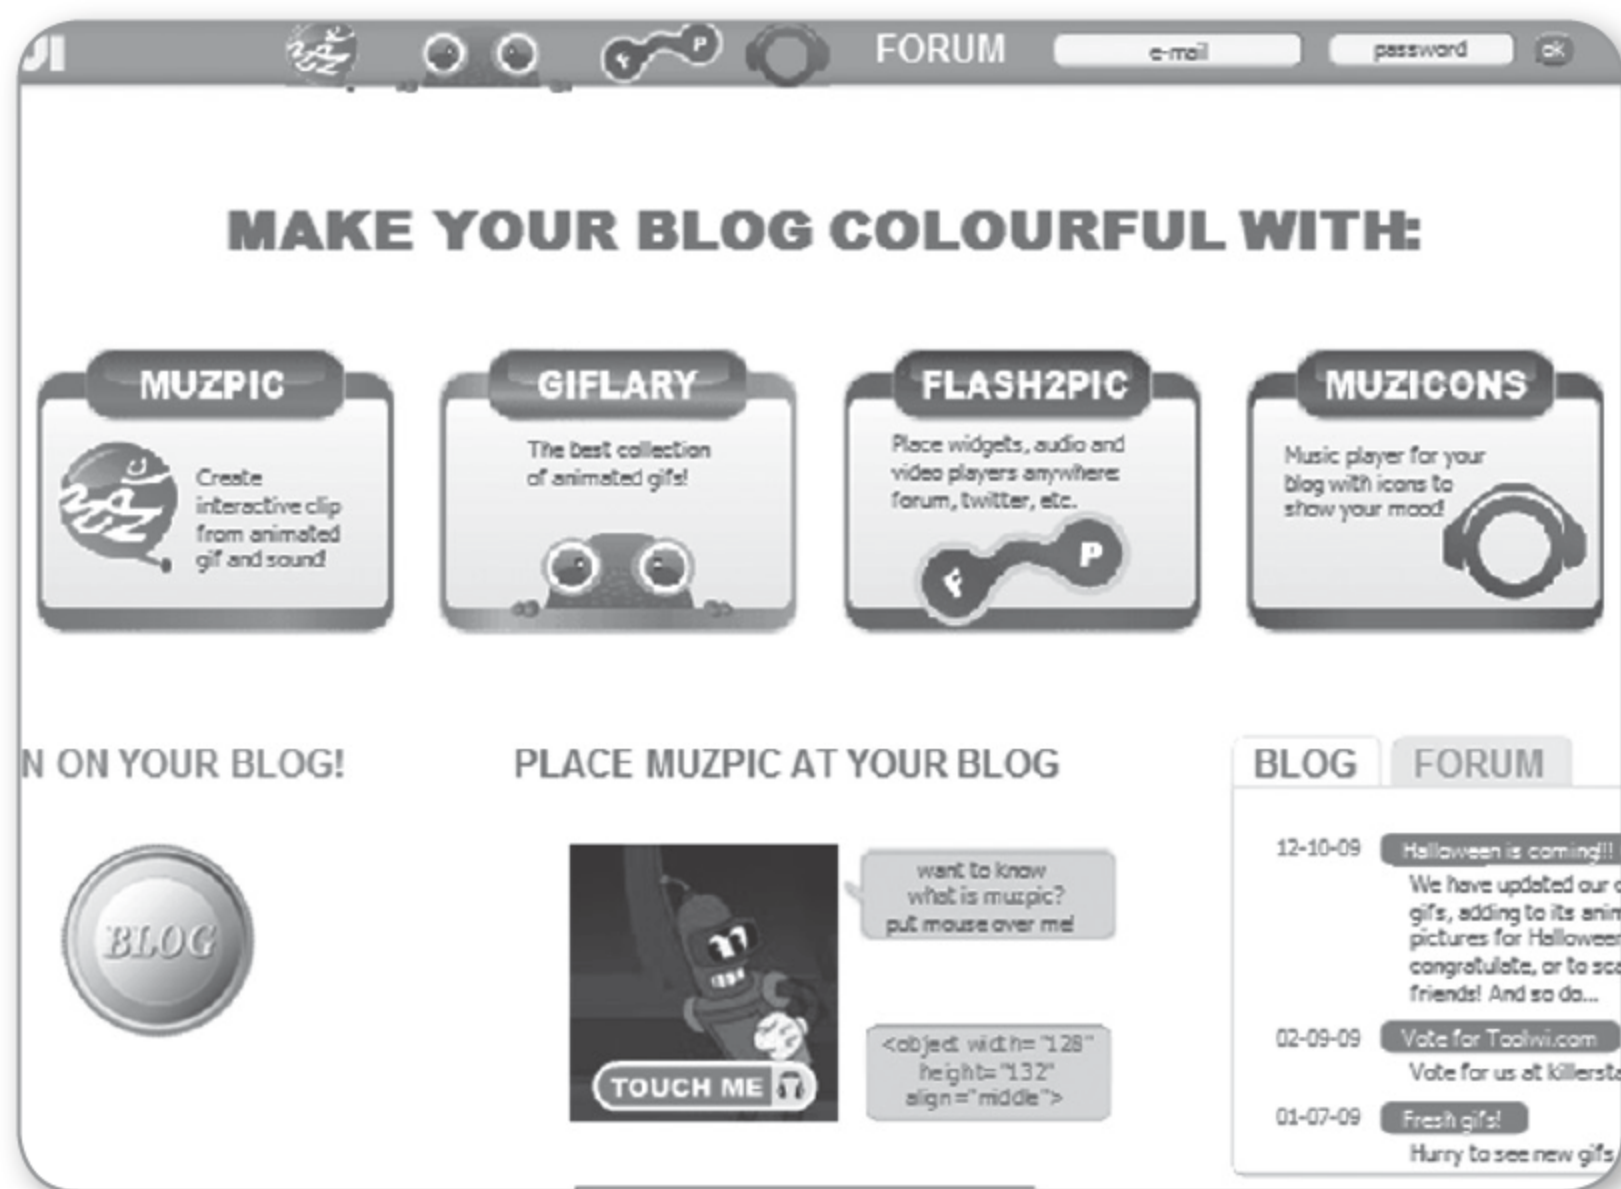 FORUM
e-mail
password
ok
MAKE YOUR BLOG COLOURFUL WITH:
MUZPIC
Create
interactive clip
from animated
gif and sound!
GIFLARY
The best collection
of animated gifs!
FLASH2PIC
Place widgets, audio and
video players anywhere:
forum, twitter, etc.
F
P
MUZICONS
Music player for your
blog with icons to
show your mood!
N ON YOUR BLOG!
BLOG
PLACE MUZPIC AT YOUR BLOG
TOUCH ME
want to know
what is muzpic?
put mouse over me!
<object width="128"
height="132"
align="middle">
BLOG
FORUM
12-10-09 Halloween is coming!!!
We have updated our
gifs, adding to its
pictures for
congratulate, or to
friends! And so do...
02-09-09 Vote for Toolwi.com
Vote for us at
01-07-09 Fresh gifs!
Hurry to see new gifs